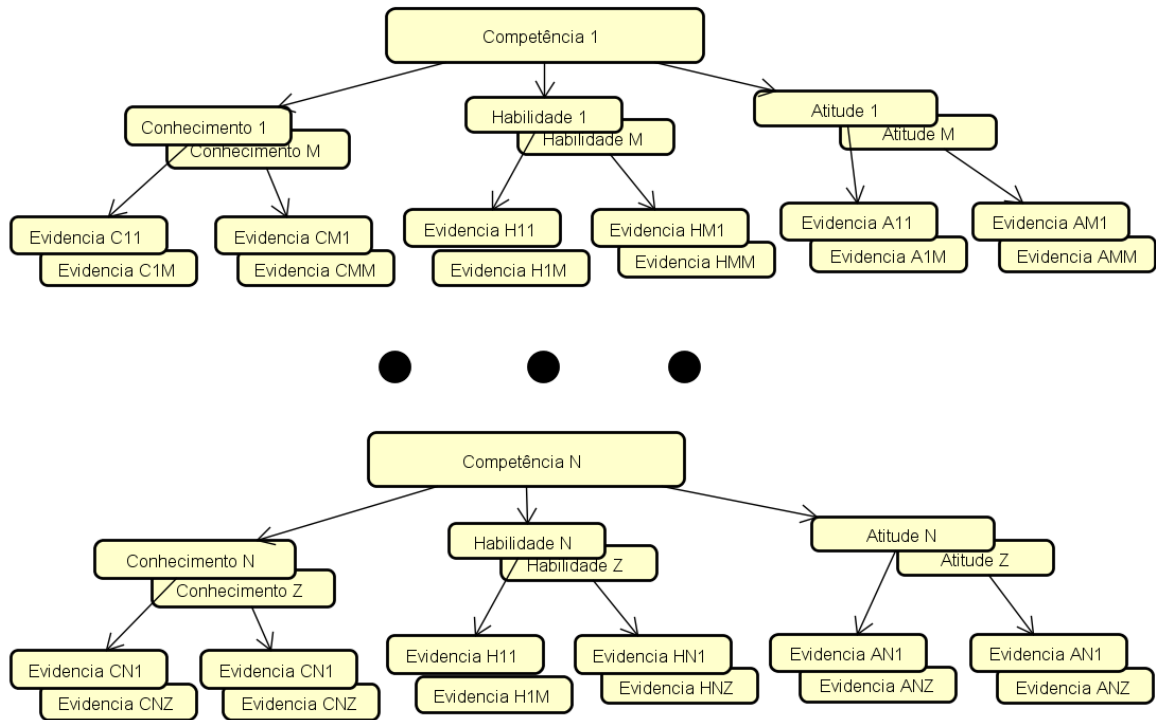 Competência 1
Conhecimento 1
Conhecimento M
Habilidade 1
Habilidade M
Atitude 1
Atitude M
Evidencia C11
Evidencia C1M
Evidencia CM1
Evidencia CMM
Evidencia H11
Evidencia H1M
Evidencia HM1
Evidencia HMM
Evidencia A11
Evidencia A1M
Evidencia AM1
Evidencia AMM
Competência N
Conhecimento N
Conhecimento Z
Habilidade N
Habilidade Z
Atitude N
Atitude Z
Evidencia CN1
Evidencia CNZ
Evidencia CN1
Evidencia CNZ
Evidencia H11
Evidencia H1M
Evidencia HN1
Evidencia HNZ
Evidencia AN1
Evidencia ANZ
Evidencia AN1
Evidencia ANZ